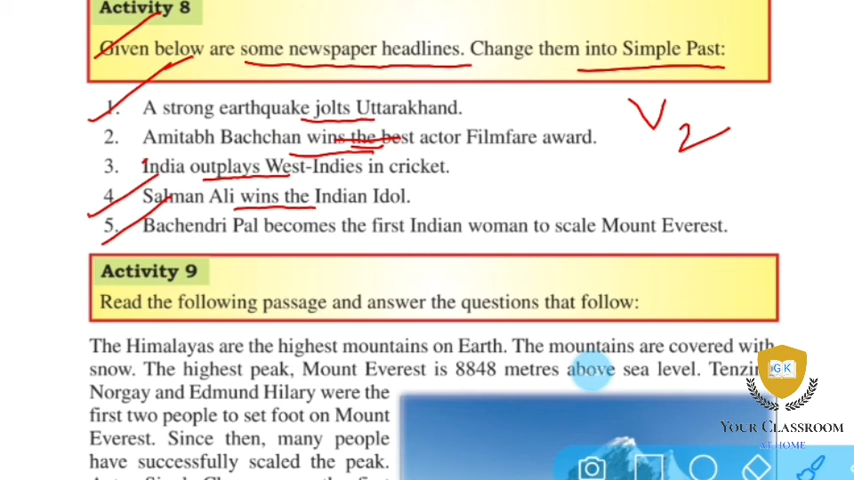 Activity 8
Given below are some newspaper headlines. Change them into Simple Past:
1. A strong earthquake jolts Uttarakhand.
2. Amitabh Bachchan wins the best actor Filmfare award.
3. India outplays West-Indies in cricket.
4. Salman Ali wins the Indian Idol.
5. Bachendri Pal becomes the first Indian woman to scale Mount Everest.
V2
Activity 9
Read the following passage and answer the questions that follow:
The Himalayas are the highest mountains on Earth. The mountains are covered with
snow. The highest peak, Mount Everest is 8848 metres above sea level. Tenzing
Norgay and Edmund Hilary were the
first two people to set foot on Mount
Everest. Since then, many people
have successfully scaled the peak.
GK
YOUR CLASSROOM
AT HOME